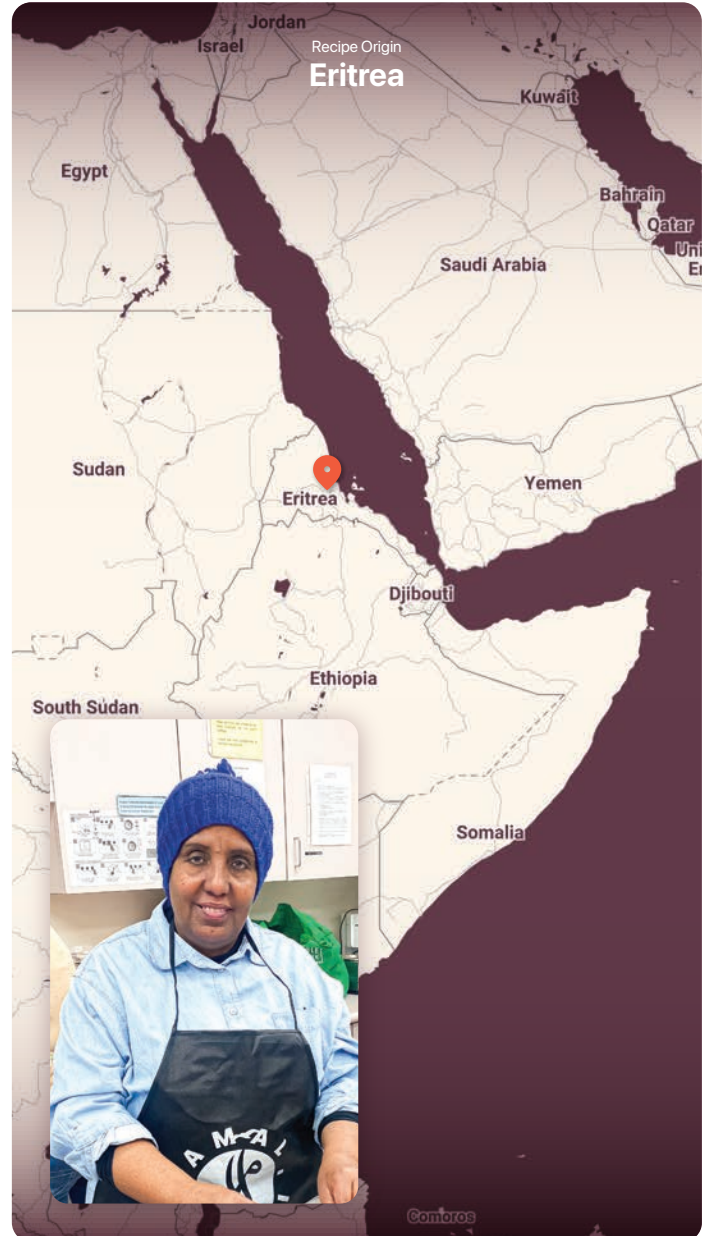 Recipe Origin
Eritrea
Jordan
Israel
Kuwait
Egypt
Bahrain
Qatar
Saudi Arabia
Sudan
Eritrea
Yemen
Djibouti
Ethiopia
South Sudan
Somalia
AMAL
Comoros